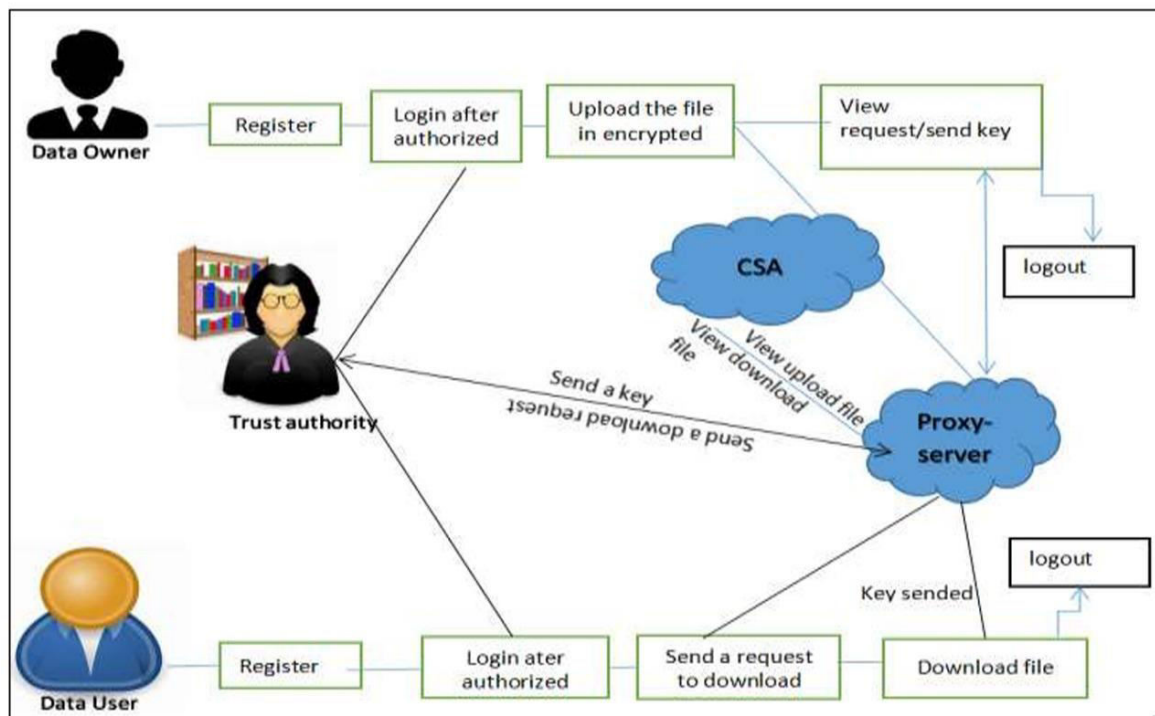 Data Owner
Register
Login after
authorized
Upload the file
in encrypted
View
request/send key
logout
CSA
View upload file
View download
file
Trust authority
Send a key
Send a download request
Proxy-
server
logout
Key sended
Data User
Register
Login ater
authorized
Send a request
to download
Download file